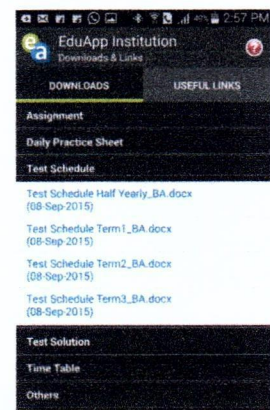 2:57 PM
EduApp Institution
Downloads & Links
DOWNLOADS
USEFUL LINKS
Assignment
Daily Practice Sheet
Test Schedule
Test Schedule Half Yearly_BA.docx
(08-Sep-2015)
Test Schedule Term1_BA.docx
(08-Sep-2015)
Test Schedule Term2_BA.docx
(08-Sep-2015)
Test Schedule Term3_BA.docx
(08-Sep-2015)
Test Solution
Time Table
Others